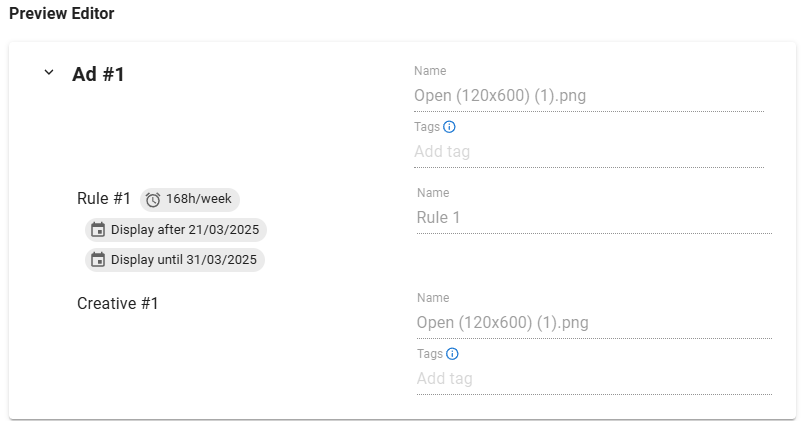 Preview Editor
Ad #1
Name
Open (120x600) (1).png
Tags
Add tag
Rule #1 168h/week
Display after 21/03/2025
Display until 31/03/2025
Name
Rule 1
Creative #1
Name
Open (120x600) (1).png
Tags
Add tag